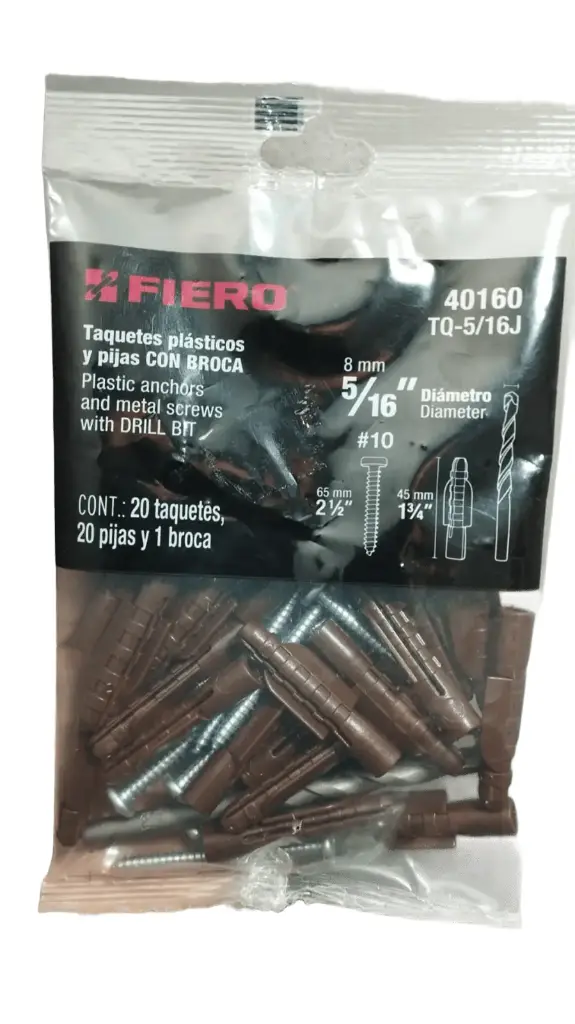 FIERO
40160
TQ-5/16J
Taquetes plásticos
y pijas CON BROCA
Plastic anchors
and metal screws
with DRILL BIT
CONT.: 20 taquetes,
20 pijas y 1 broca
8 mm
5/16"
Diámetro
Diameter
#10
65 mm
2 ½"
45 mm
1¾"